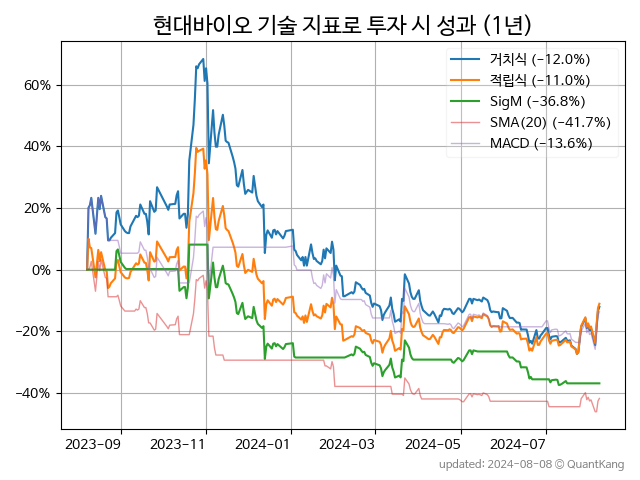 현대바이오 기술 지표로 투자 시 성과 (1년)
거치식 (−12.0%)
적립식 (−11.0%)
SigM (−36.8%)
SMA(20) (−41.7%)
MACD (−13.6%)
60%
40%
20%
0%
−20%
−40%
2023-09
2023-11
2024-01
2024-03
2024-05
2024-07
updated: 2024-08-08 © QuantKang